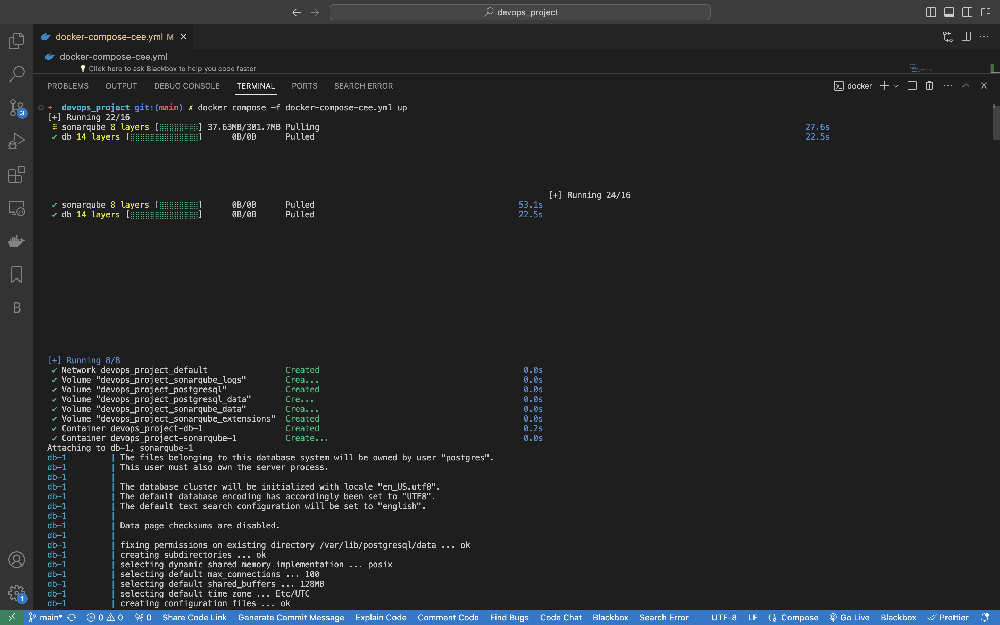 devops_project
docker-compose-cee.yml M
docker-compose-cee.yml
Click here to ask Blackbox to help you code faster
PROBLEMS OUTPUT DEBUG CONSOLE TERMINAL PORTS SEARCH ERROR docker
→ devops_project git:(main) ✗ docker compose -f docker-compose-cee.yml up
[+] Running 22/16
⠿ sonarqube 8 layers [⣿⣿⣿⣿⣿⣿⣿⣿] 37.63MB/301.7MB Pulling 27.6s
✔ db 14 layers [⣿⣿⣿⣿⣿⣿⣿⣿⣿⣿⣿⣿⣿⣿] 0B/0B Pulled 22.5s
[+] Running 24/16
✔ sonarqube 8 layers [⣿⣿⣿⣿⣿⣿⣿⣿] 0B/0B Pulled 53.1s
✔ db 14 layers [⣿⣿⣿⣿⣿⣿⣿⣿⣿⣿⣿⣿⣿⣿] 0B/0B Pulled 22.5s
[+] Running 8/8
✔ Network devops_project_default Created 0.0s
✔ Volume "devops_project_sonarqube_logs" Crea... 0.0s
✔ Volume "devops_project_postgresql" Created 0.0s
✔ Volume "devops_project_postgresql_data" Cre... 0.0s
✔ Volume "devops_project_sonarqube_data" Crea... 0.0s
✔ Volume "devops_project_sonarqube_extensions" Created 0.0s
✔ Container devops_project-db-1 Created 0.2s
✔ Container devops_project-sonarqube-1 Create... 0.0s
Attaching to db-1, sonarqube-1
db-1 | The files belonging to this database system will be owned by user "postgres".
db-1 | This user must also own the server process.
db-1 |
db-1 | The database cluster will be initialized with locale "en_US.utf8".
db-1 | The default database encoding has accordingly been set to "UTF8".
db-1 | The default text search configuration will be set to "english".
db-1 |
db-1 | Data page checksums are disabled.
db-1 |
db-1 | fixing permissions on existing directory /var/lib/postgresql/data ... ok
db-1 | creating subdirectories ... ok
db-1 | selecting dynamic shared memory implementation ... posix
db-1 | selecting default max_connections ... 100
db-1 | selecting default shared_buffers ... 128MB
db-1 | selecting default time zone ... Etc/UTC
db-1 | creating configuration files ... ok
3
B
1
main* 0 0 0 Share Code Link Generate Commit Message Explain Code Comment Code Find Bugs Code Chat Blackbox Search Error UTF-8 LF Compose Go Live Blackbox Prettier